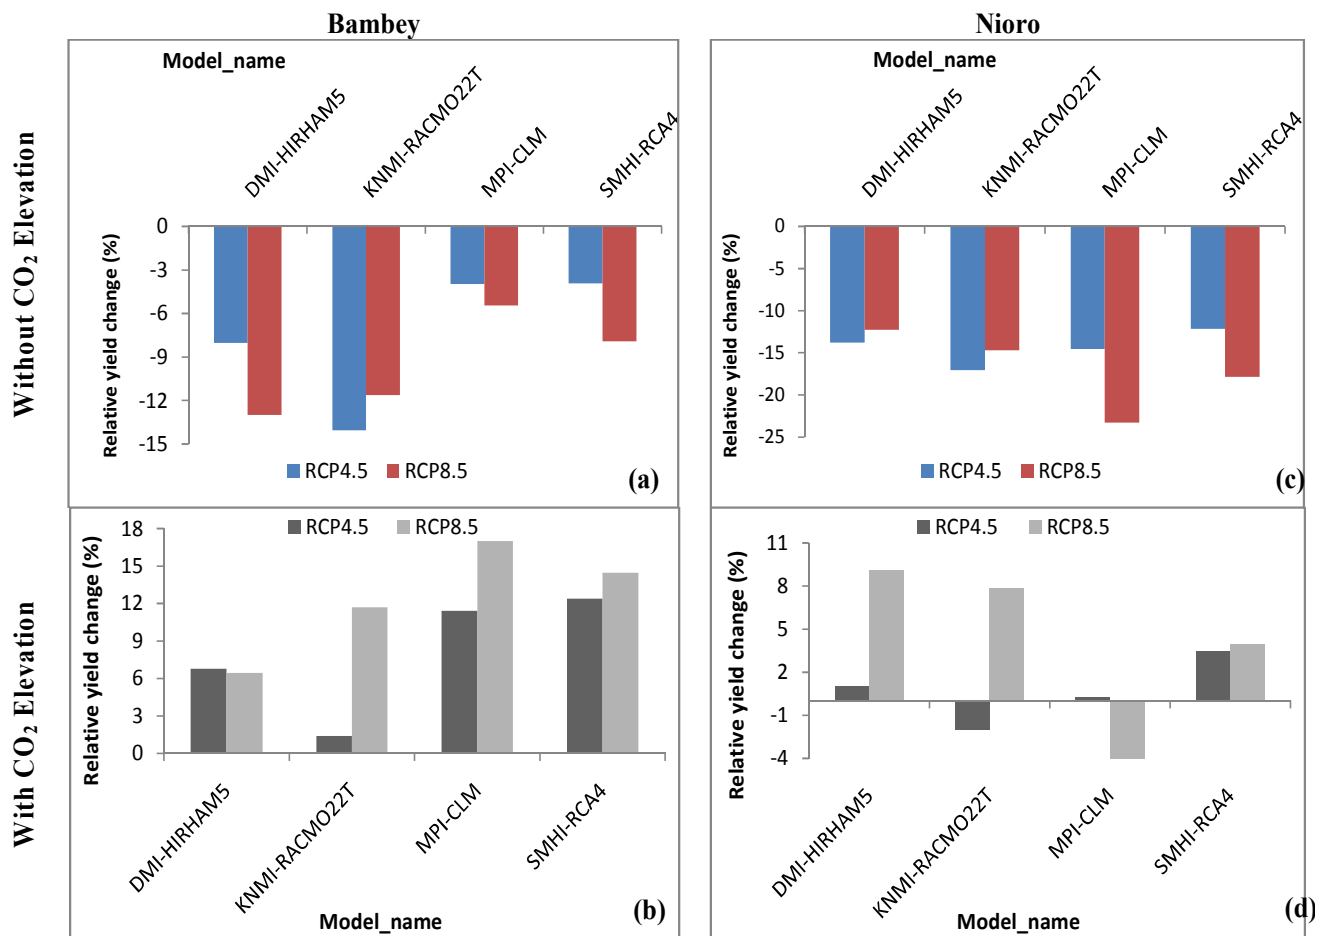 Bambey
Nioro
Without CO₂ Elevation
With CO₂ Elevation
Model_name
DMI-HIRHAM5
KNMI-RACMO22T
MPI-CLM
SMHI-RCA4
Relative yield change (%)
0
-3
-6
-9
-12
-15
RCP4.5 RCP8.5
(a)
Model_name
DMI-HIRHAM5
KNMI-RACMO22T
MPI-CLM
SMHI-RCA4
Relative yield change (%)
0
-5
-10
-15
-20
-25
RCP4.5 RCP8.5
(c)
RCP4.5 RCP8.5
Relative yield change (%)
18
15
12
9
6
3
0
DMI-HIRHAM5
KNMI-RACMO22T
MPI-CLM
SMHI-RCA4
Model_name
(b)
RCP4.5 RCP8.5
Relative yield change (%)
11
8
5
2
-1
-4
DMI-HIRHAM5
KNMI-RACMO22T
MPI-CLM
SMHI-RCA4
Model_name
(d)